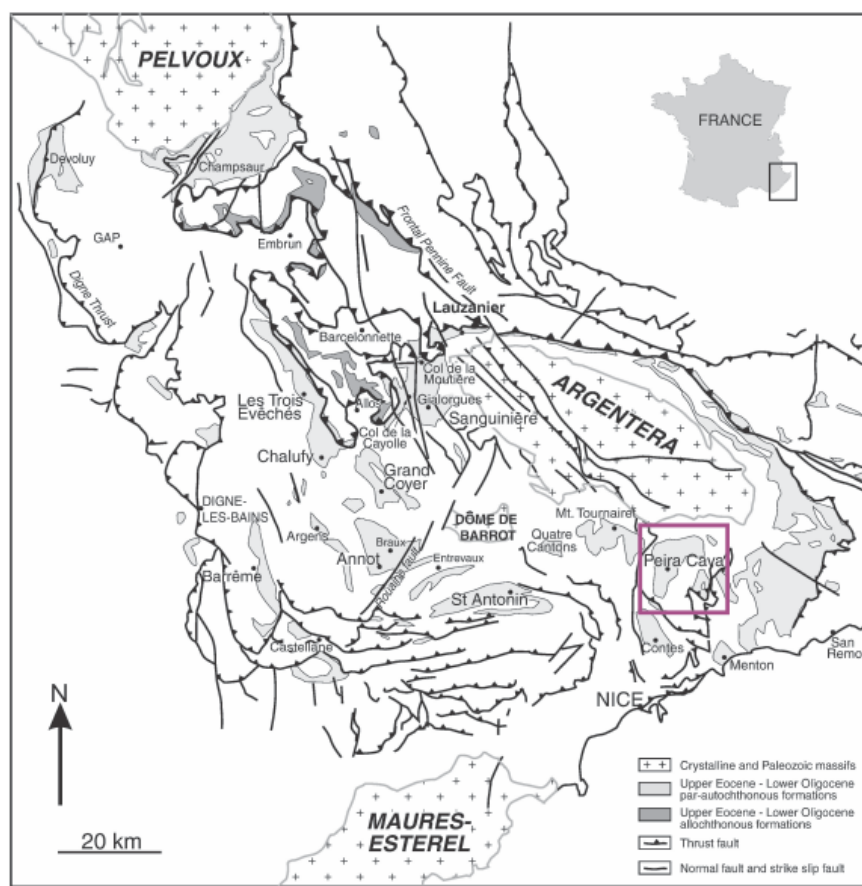 PELVOUX
FRANCE
Devoluy
Champsaur
GAP
Embrun
Frontal Pennine Fault
Digne Thrust
Lauzanier
Barcelonnette
Col de la
Moutière
ARGENTERA
Les Trois
Evêchés
Allos
Gialorgues
Sanguinière
Col de la
Cayolle
Chalufy
Grand
Coyer
Mt. Tournairet
DIGNE-
LES-BAINS
DÔME DE
BARROT
Argens
Quatre
Cantons
Braux
Peira Cava
Annot
Entrevaux
Rouaine fault
Barrême
St Antonin
Castellane
Contes
San
Remo
Menton
N
NICE
Crystalline and Paleozoic massifs
Upper Eocene - Lower Oligocene
par-autochthonous formations
Upper Eocene - Lower Oligocene
allochthonous formations
MAURES-
ESTEREL
Thrust fault
20 km
Normal fault and strike slip fault